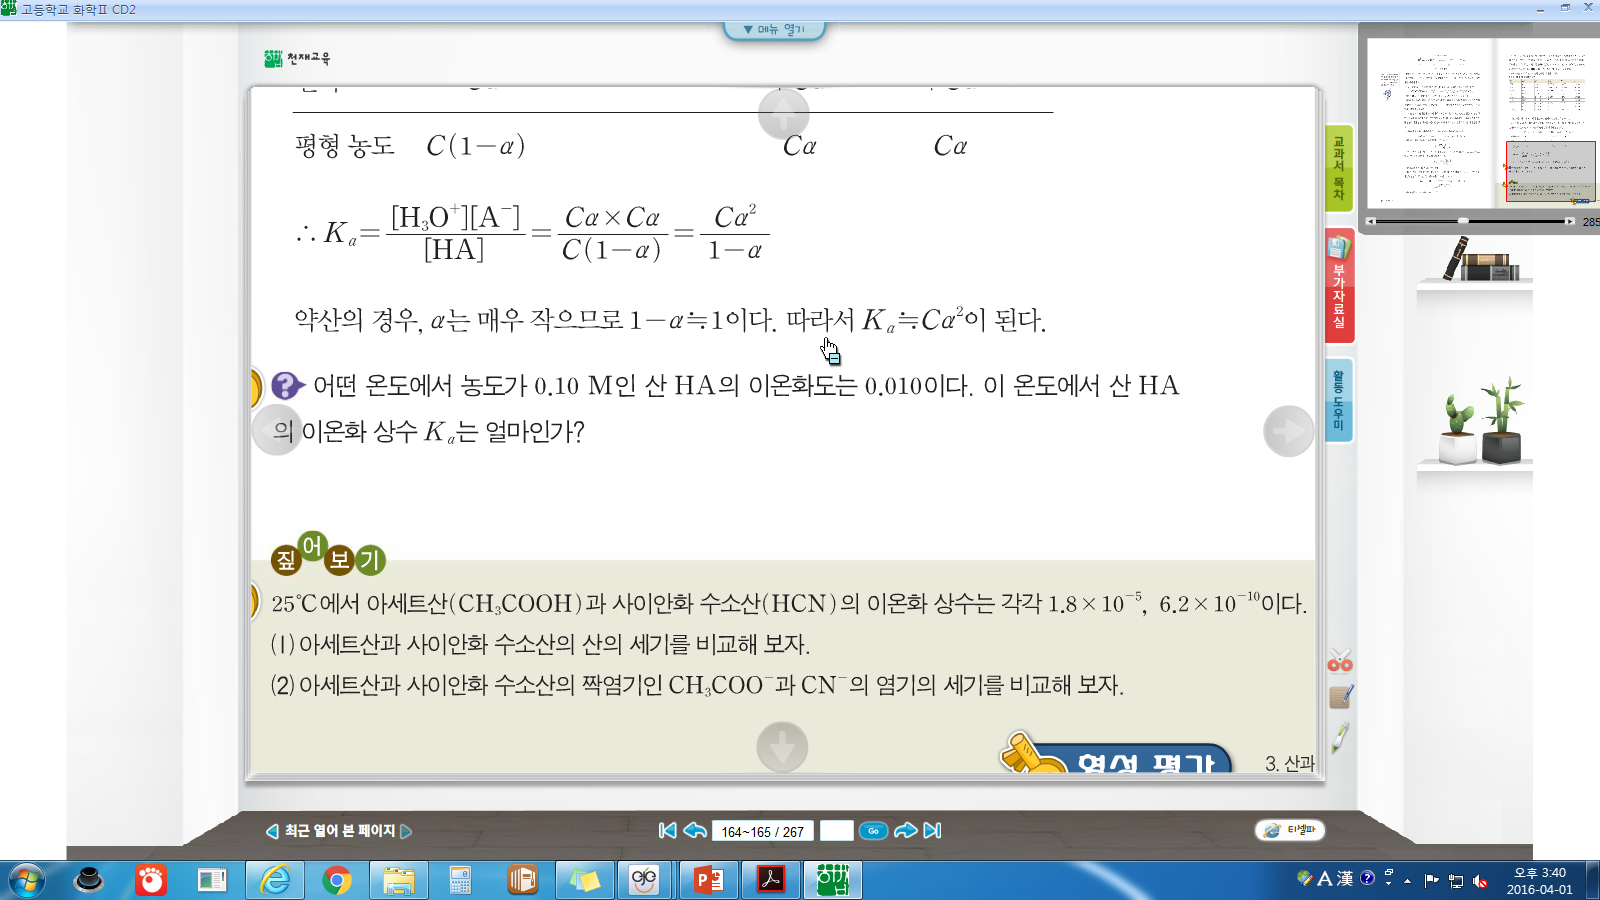 고등학교 화학Ⅱ CD2
▼ 메뉴 열기
천재교육
평형 농도 C(1-α) Cα Cα
∴ Kₐ = [H₃O⁺][A⁻] / [HA] = Cα×Cα / C(1-α) = Cα² / 1-α
약산의 경우, α는 매우 작으므로 1-α≒1이다. 따라서 Kₐ≒Cα²이 된다.
? 어떤 온도에서 농도가 0.10 M인 산 HA의 이온화도는 0.010이다. 이 온도에서 산 HA
의 이온화 상수 Kₐ는 얼마인가?
짚어보기
25℃에서 아세트산(CH₃COOH)과 사이안화 수소산(HCN)의 이온화 상수는 각각 1.8×10⁻⁵, 6.2×10⁻¹⁰이다.
(1) 아세트산과 사이안화 수소산의 산의 세기를 비교해 보자.
(2) 아세트산과 사이안화 수소산의 짝염기인 CH₃COO⁻과 CN⁻의 염기의 세기를 비교해 보자.
형성 평가
3. 산과
교과서 목차
부가자료실
활동 도우미
285
최근 열어 본 페이지
164~165 / 267
Go
티셀파
A 漢 ?
오후 3:40
2016-04-01